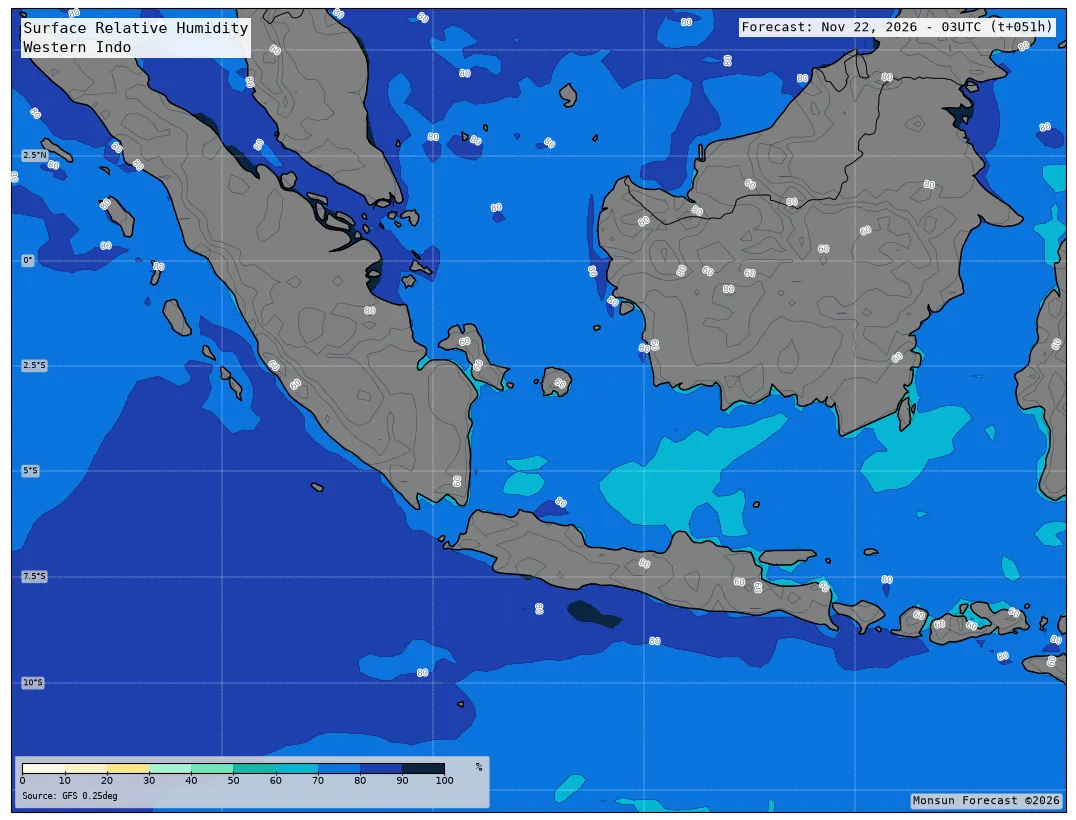 Surface Relative Humidity
Western Indo
Forecast: Nov 22, 2026 - 03UTC (t+051h)
2.5°N
0°
2.5°S
5°S
7.5°S
10°S
0 10 20 30 40 50 60 70 80 90 100 %
Source: GFS 0.25deg
Monsun Forecast ©2026